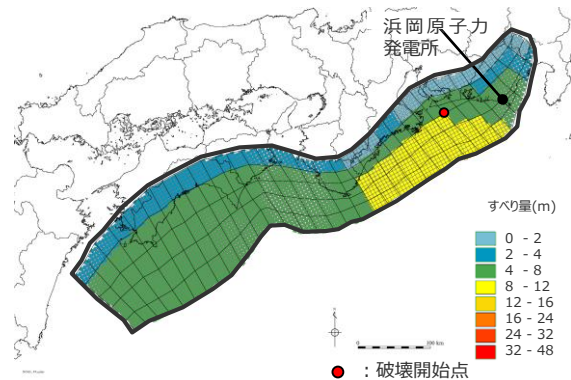 浜岡原子力
発電所
すべり量(m)
0 - 2
2 - 4
4 - 8
8 - 12
12 - 16
16 - 24
24 - 32
32 - 48
：破壊開始点